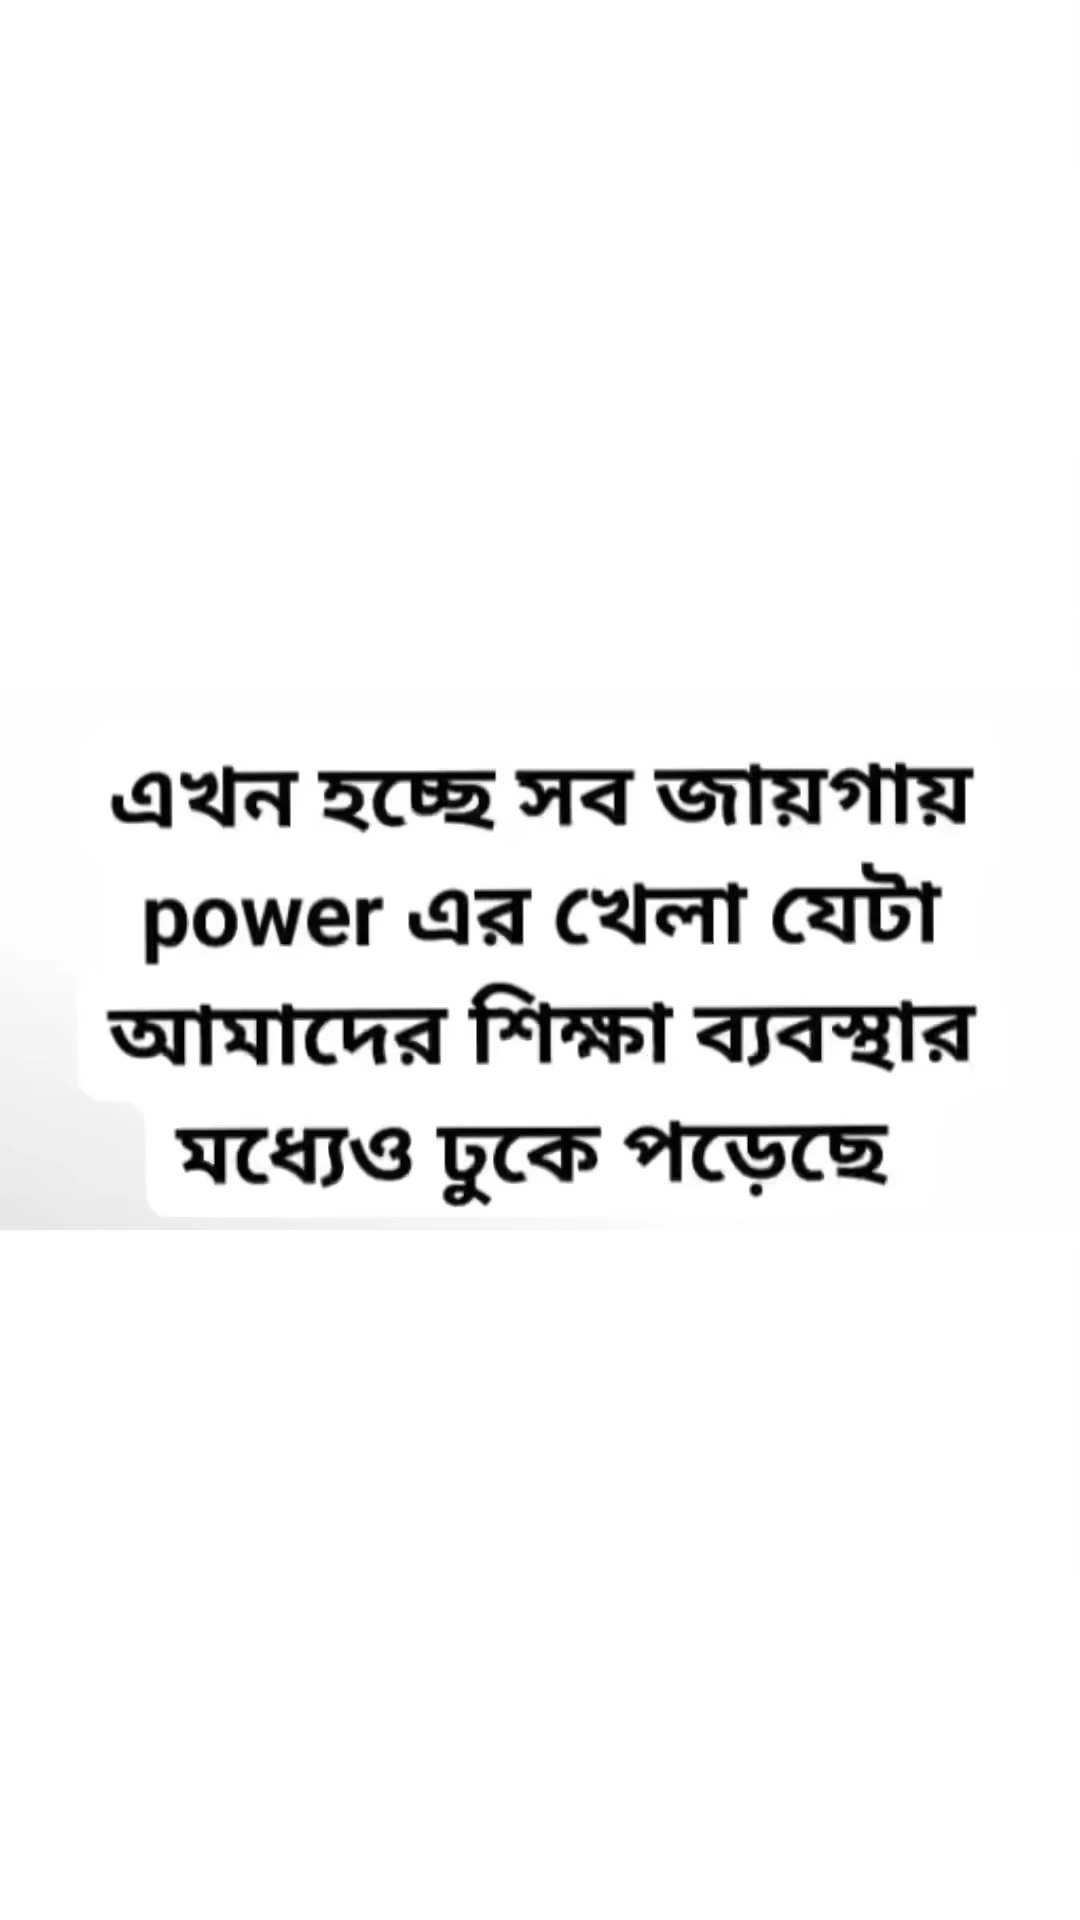 এখন হচ্ছে সব জায়গায়
power এর খেলা যেটা
আমাদের শিক্ষা ব্যবস্থার
মধ্যেও ঢুকে পড়েছে